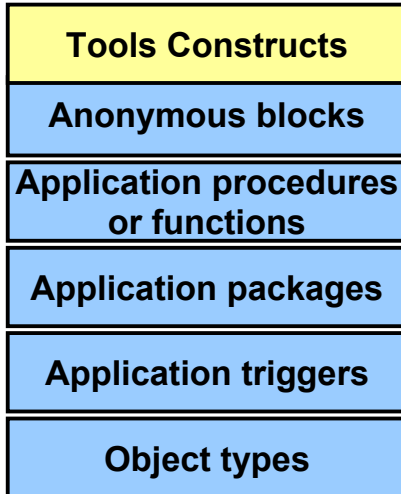 Tools Constructs
Anonymous blocks
Application procedures
or functions
Application packages
Application triggers
Object types